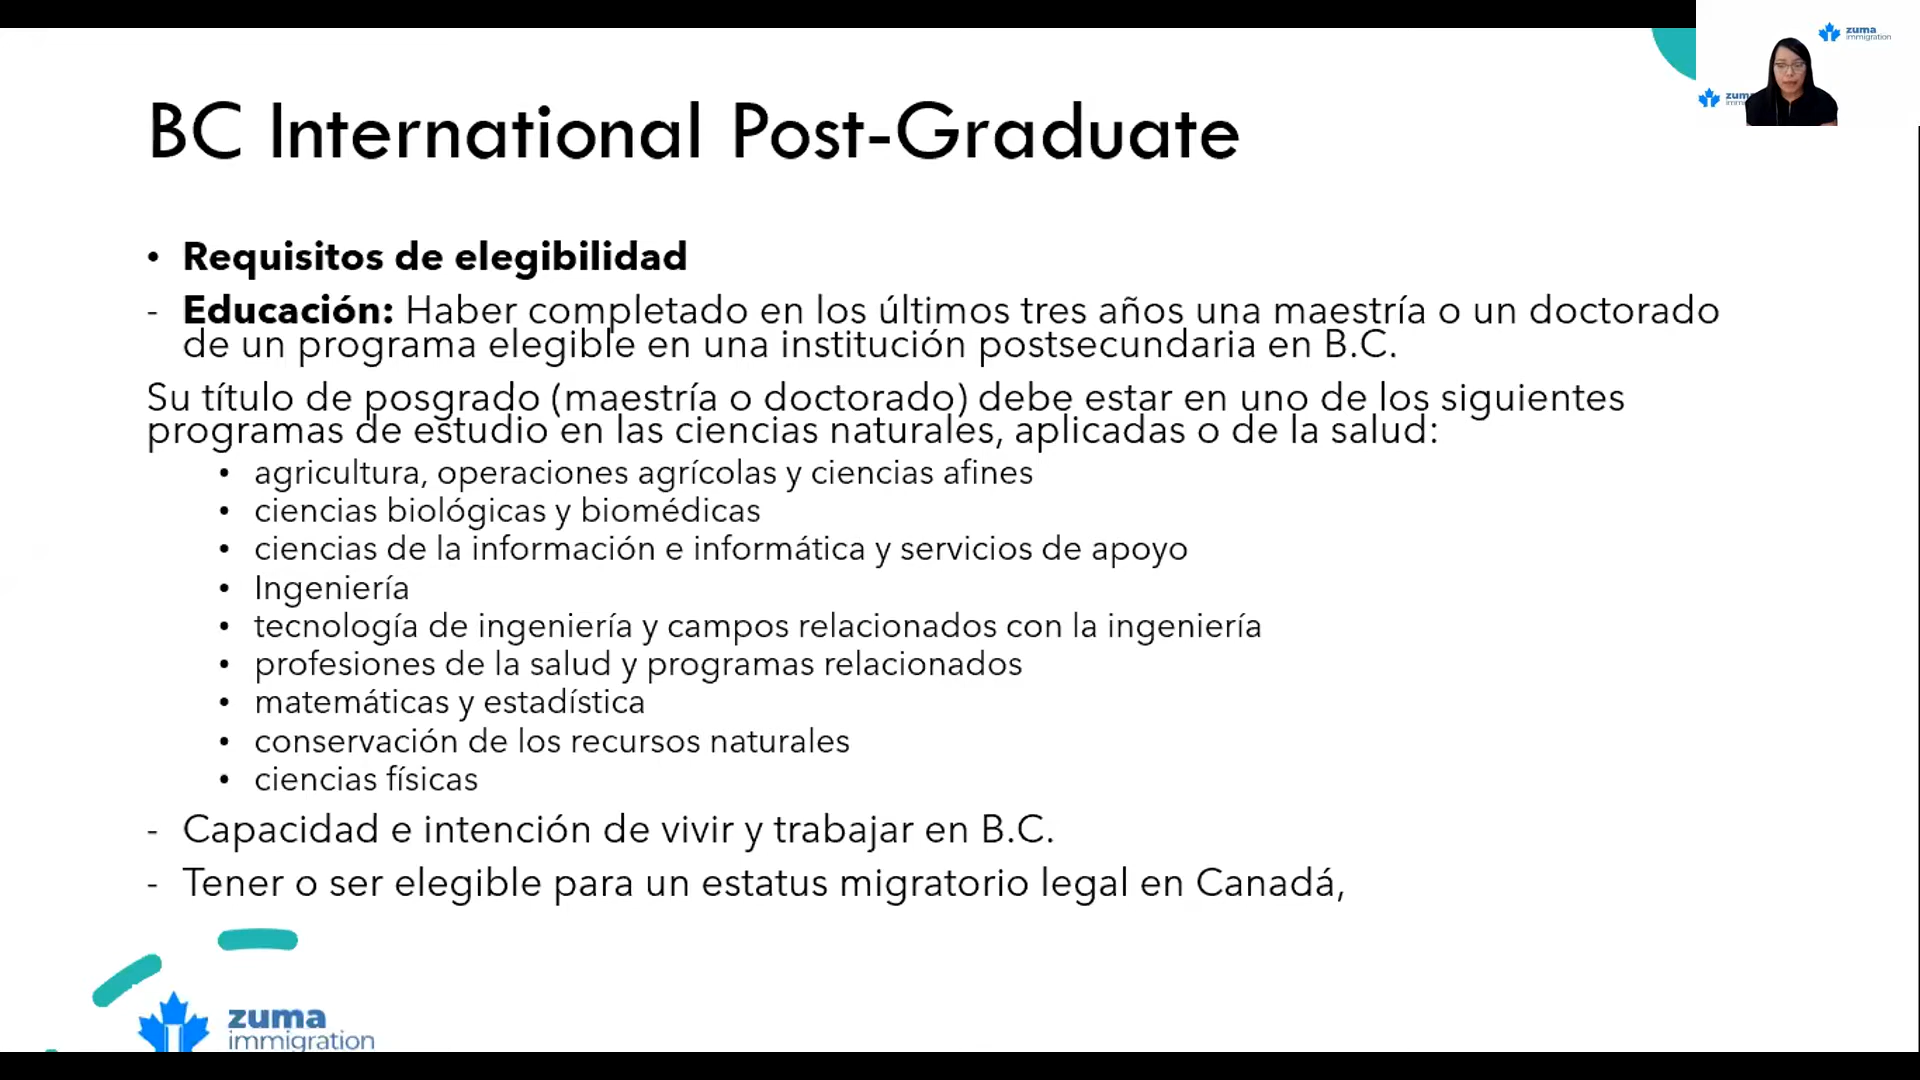 zuma
immigration
zuma
BC International Post-Graduate
• Requisitos de elegibilidad
- Educación: Haber completado en los últimos tres años una maestría o un doctorado
de un programa elegible en una institución postsecundaria en B.C.
Su título de posgrado (maestría o doctorado) debe estar en uno de los siguientes
programas de estudio en las ciencias naturales, aplicadas o de la salud:
• agricultura, operaciones agrícolas y ciencias afines
• ciencias biológicas y biomédicas
• ciencias de la información e informática y servicios de apoyo
• Ingeniería
• tecnología de ingeniería y campos relacionados con la ingeniería
• profesiones de la salud y programas relacionados
• matemáticas y estadística
• conservación de los recursos naturales
• ciencias físicas
- Capacidad e intención de vivir y trabajar en B.C.
- Tener o ser elegible para un estatus migratorio legal en Canadá,
zuma
immigration